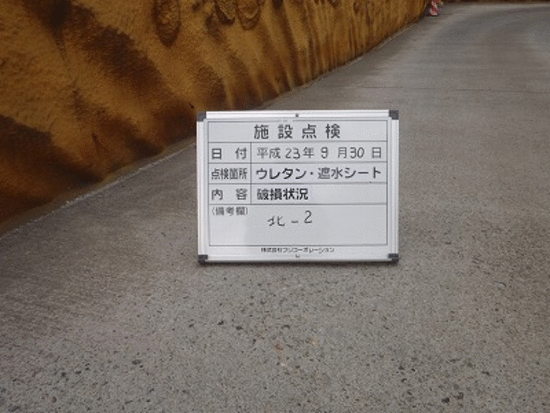 施設点検
日付 平成23年9月30日
点検箇所 ウレタン・遮水シート
内容 破損状況
(備考欄)
北-2
株式会社フジコーポレーション